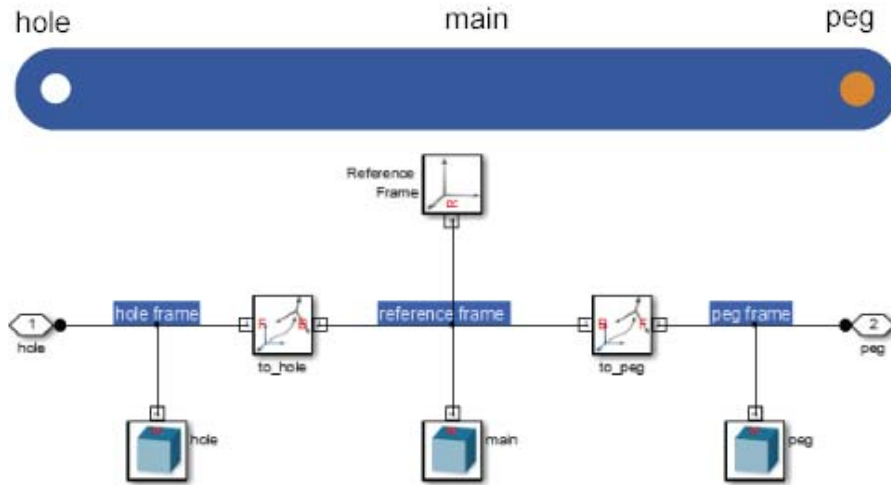 hole
main
peg
Reference
Frame
R
hole frame
reference frame
peg frame
1
hole
F
B
to_hole
B
F
to_peg
2
peg
R
hole
R
main
R
peg